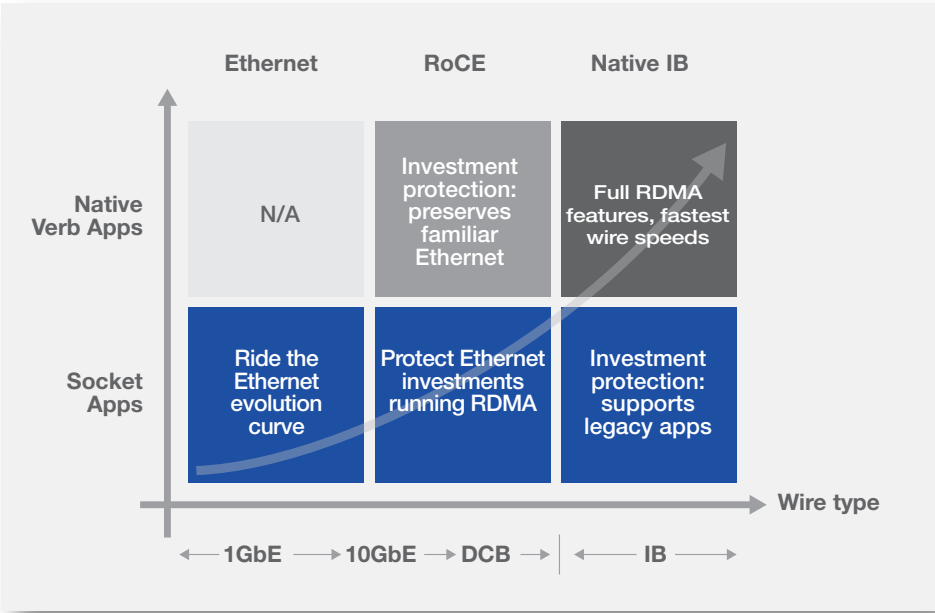 Ethernet
RoCE
Native IB
Native
Verb Apps
N/A
Investment
protection:
preserves
familiar
Ethernet
Full RDMA
features, fastest
wire speeds
Socket
Apps
Ride the
Ethernet
evolution
curve
Protect Ethernet
investments
running RDMA
Investment
protection:
supports
legacy apps
Wire type
1GbE
10GbE
DCB
IB